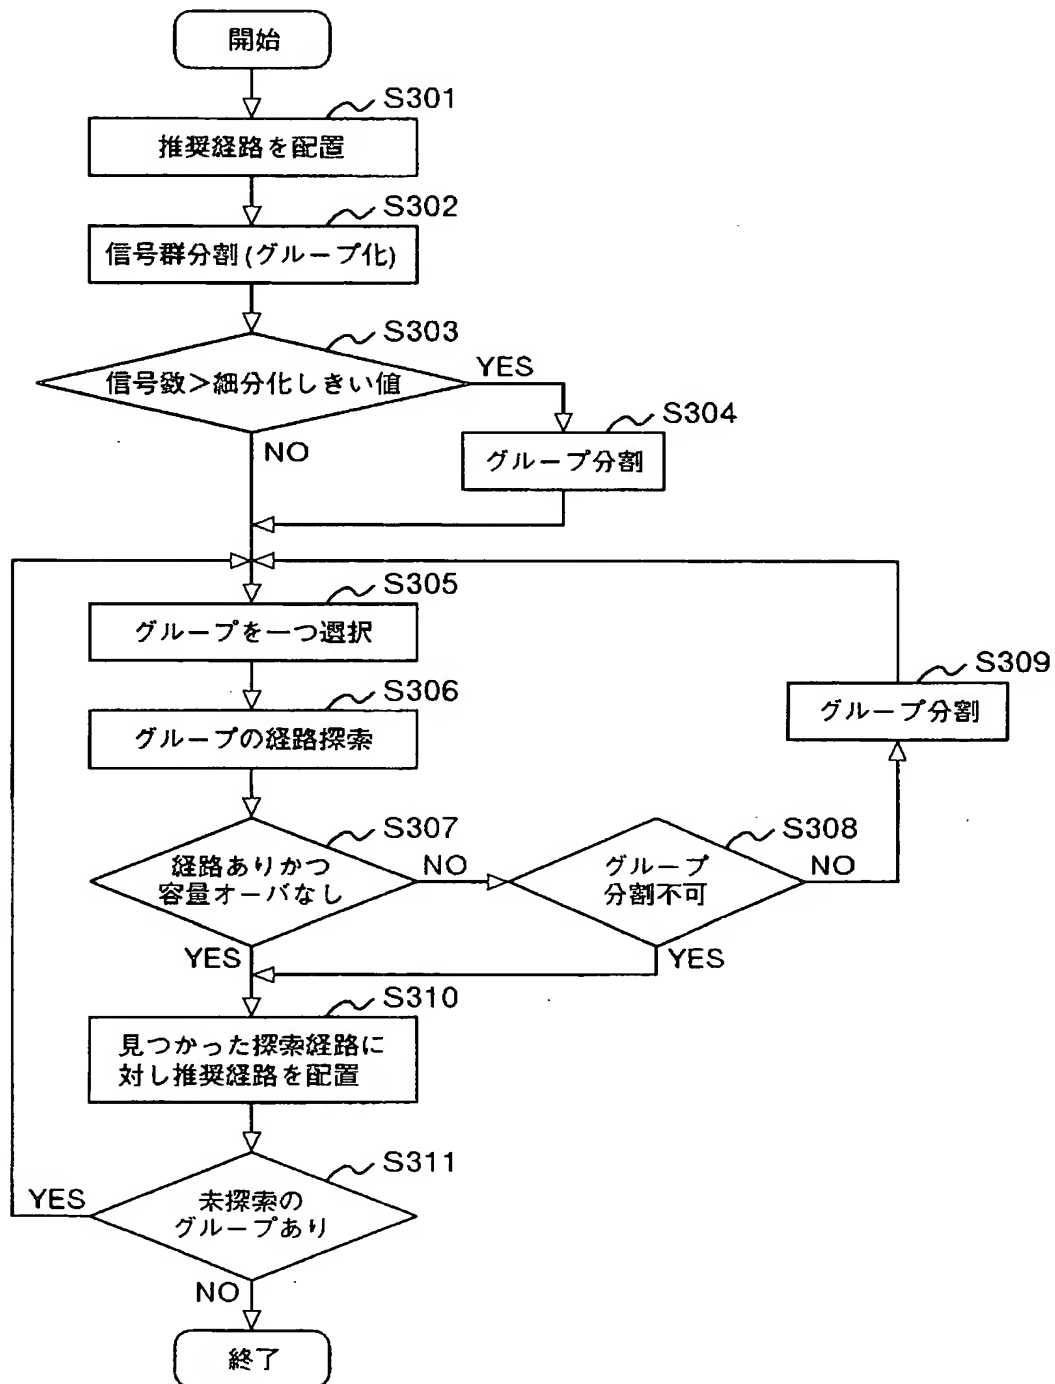 開始
S301
推奨経路を配置
S302
信号群分割(グループ化)
S303
信号数＞細分化しきい値
YES
NO
S304
グループ分割
S305
グループを一つ選択
S306
グループの経路探索
S307
経路ありかつ
容量オーバなし
NO
YES
S308
グループ
分割不可
NO
YES
S309
グループ分割
S310
見つかった探索経路に
対し推奨経路を配置
S311
未探索の
グループあり
YES
NO
終了